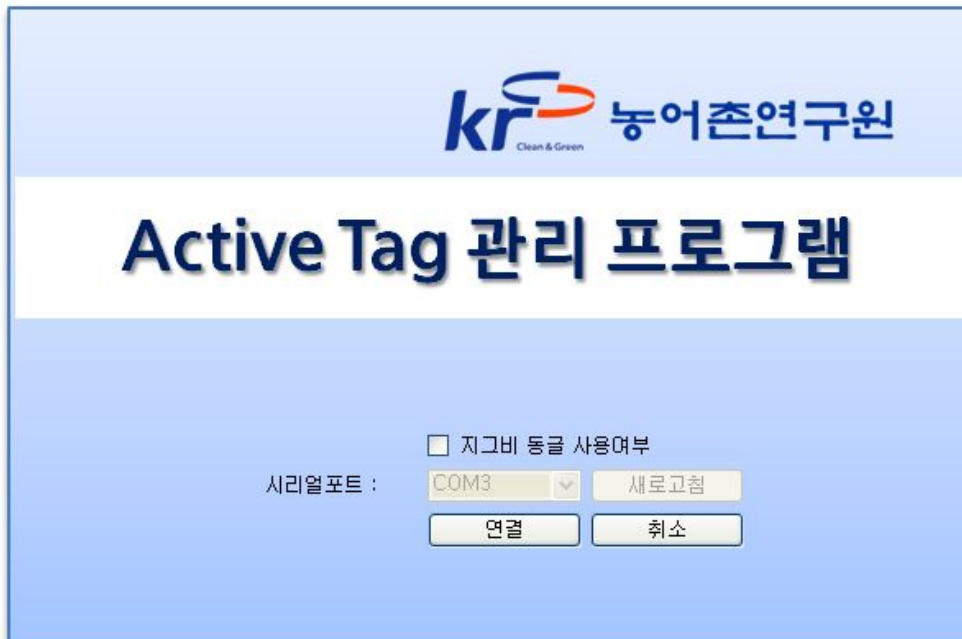 kr 농어촌연구원
Clean & Green
Active Tag 관리 프로그램
지그비 동글 사용여부
시리얼포트 : COM3 새로고침
연결 취소